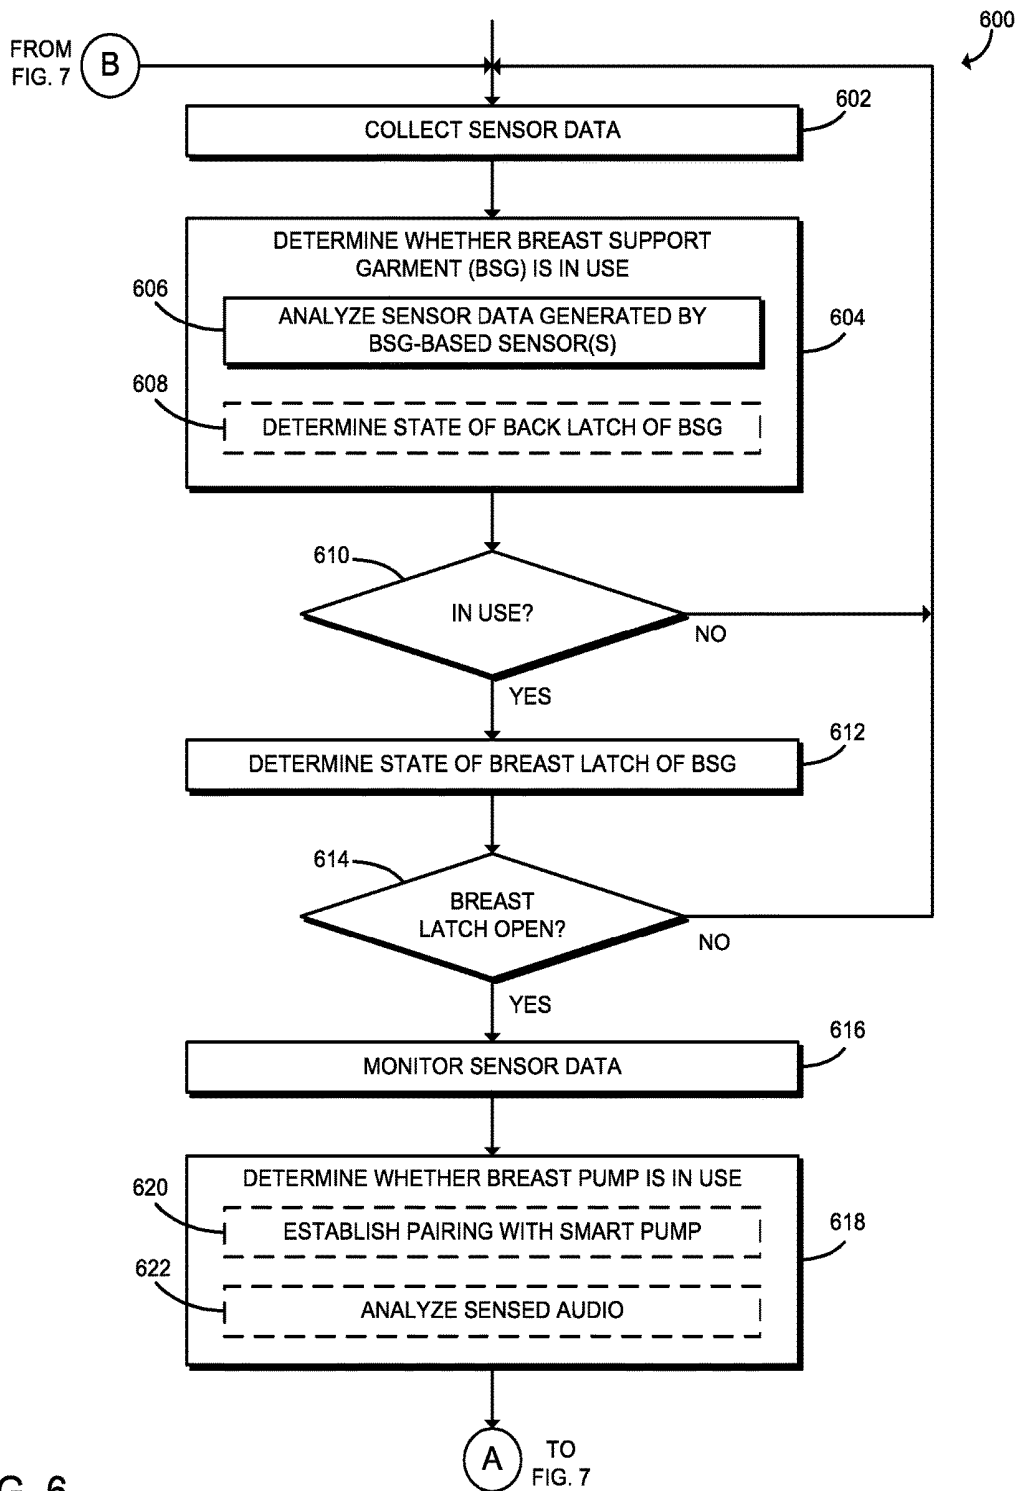 600
FROM
FIG. 7
B
602
COLLECT SENSOR DATA
DETERMINE WHETHER BREAST SUPPORT
GARMENT (BSG) IS IN USE
604
606
ANALYZE SENSOR DATA GENERATED BY
BSG-BASED SENSOR(S)
608
DETERMINE STATE OF BACK LATCH OF BSG
610
IN USE?
NO
YES
612
DETERMINE STATE OF BREAST LATCH OF BSG
614
BREAST
LATCH OPEN?
NO
YES
616
MONITOR SENSOR DATA
DETERMINE WHETHER BREAST PUMP IS IN USE
618
620
ESTABLISH PAIRING WITH SMART PUMP
622
ANALYZE SENSED AUDIO
A
TO
FIG. 7